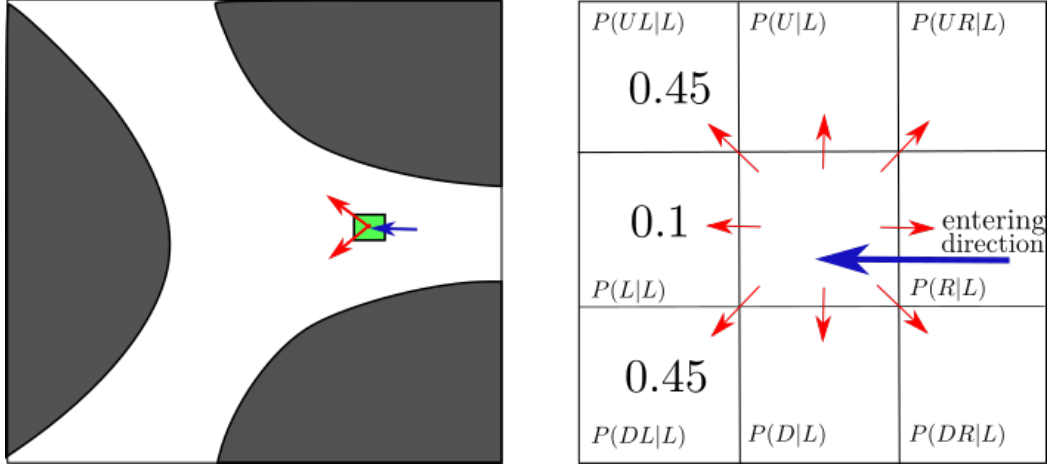 P(UL|L) P(U|L) P(UR|L)
0.45
0.1
entering
direction
P(L|L) P(R|L)
0.45
P(DL|L) P(D|L) P(DR|L)